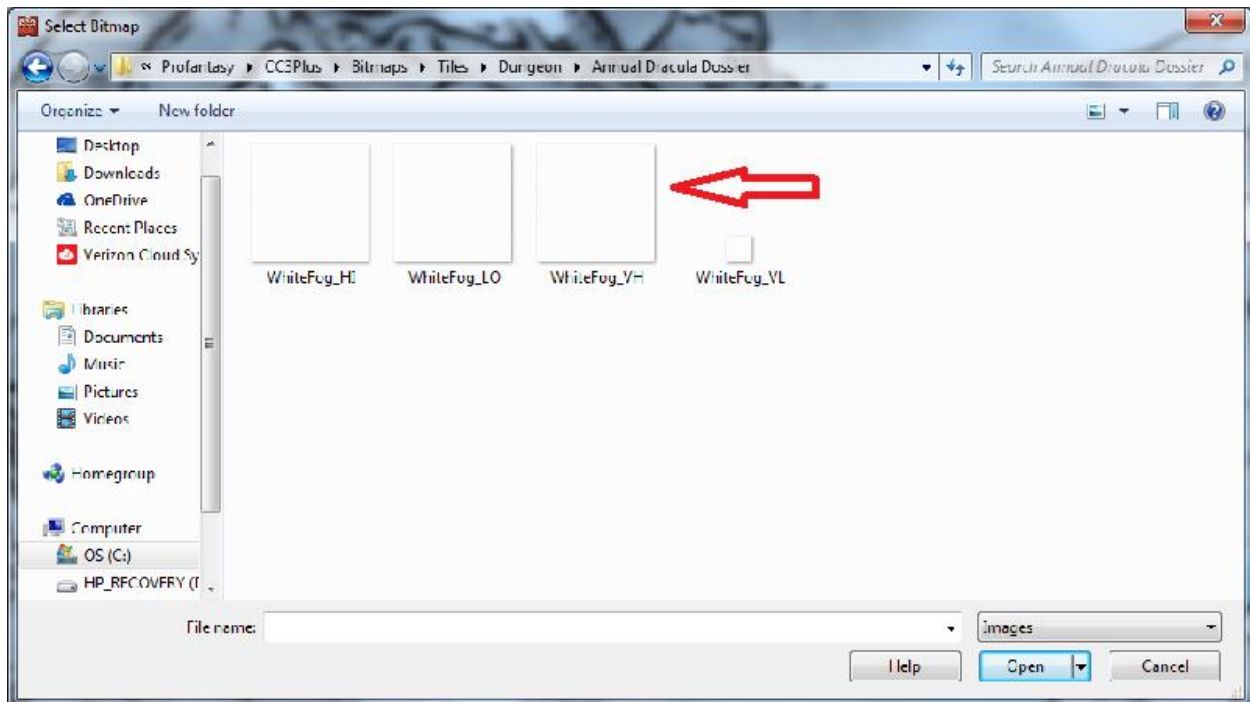 Select Bitmap
« Profantasy ▸ CC3Plus ▸ Bitmaps ▸ Tiles ▸ Dungeon ▸ Annual Dracula Dossier
Search Annual Dracula Dossier
Organize
New folder
Desktop
Downloads
OneDrive
Recent Places
Verizon Cloud Sy
Libraries
Documents
Music
Pictures
Videos
Homegroup
Computer
OS (C:)
HP_RECOVERY (D
WhiteFog_HI
WhiteFog_LO
WhiteFog_VH
WhiteFog_VL
File name:
Images
Help
Open
Cancel